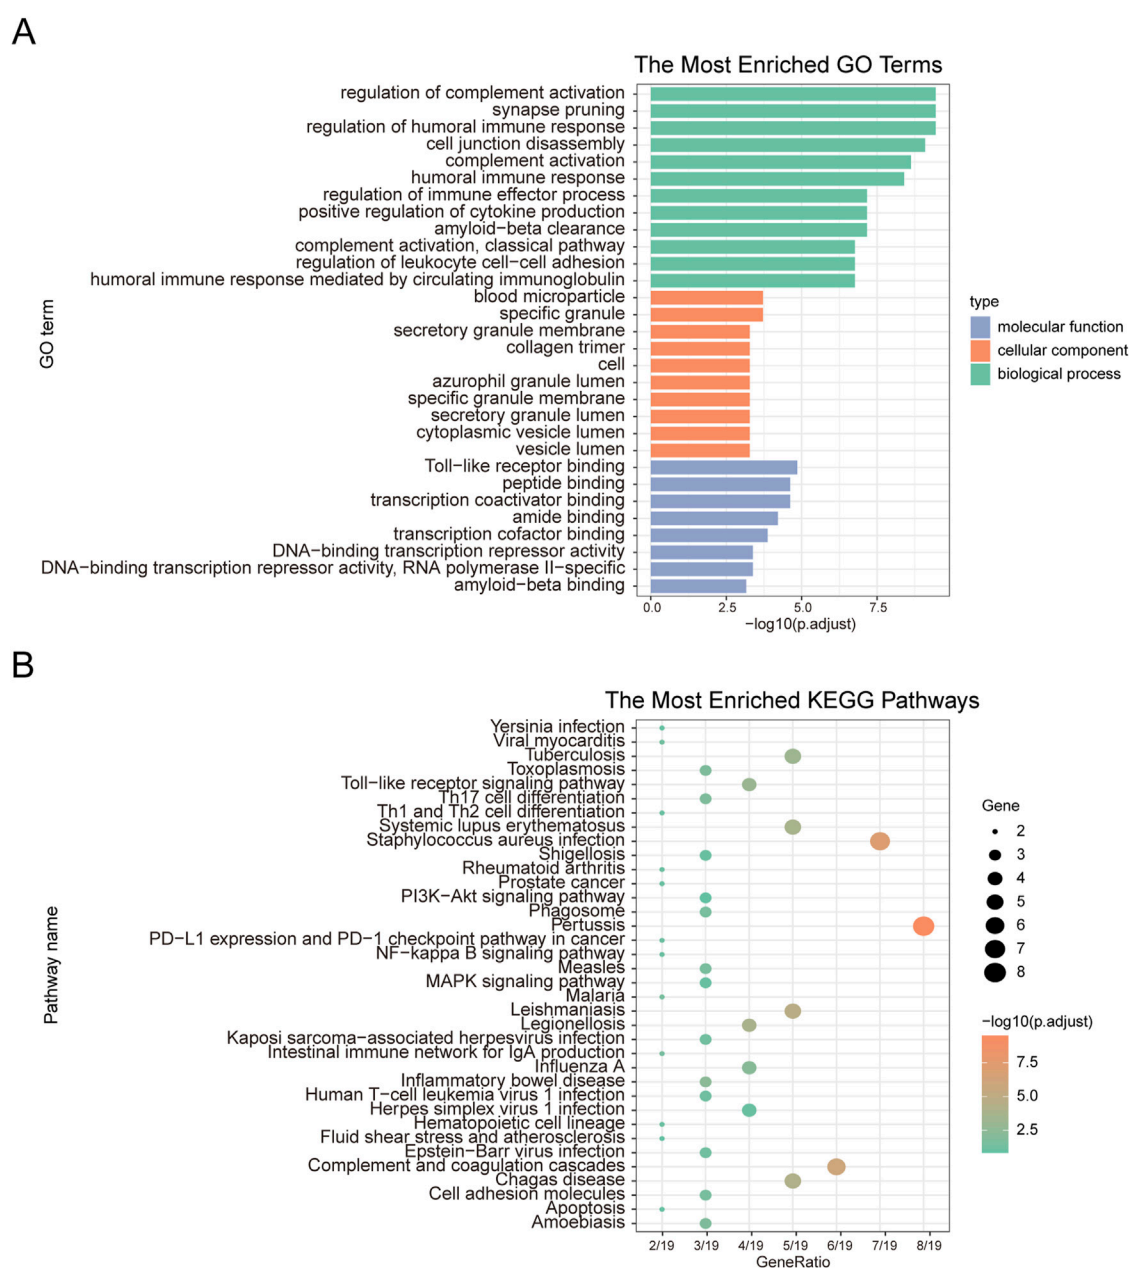 A
The Most Enriched GO Terms
GO term
regulation of complement activation
synapse pruning
regulation of humoral immune response
cell junction disassembly
complement activation
humoral immune response
regulation of immune effector process
positive regulation of cytokine production
amyloid−beta clearance
complement activation, classical pathway
regulation of leukocyte cell−cell adhesion
humoral immune response mediated by circulating immunoglobulin
blood microparticle
specific granule
secretory granule membrane
collagen trimer
cell
azurophil granule lumen
specific granule membrane
secretory granule lumen
cytoplasmic vesicle lumen
vesicle lumen
Toll−like receptor binding
peptide binding
transcription coactivator binding
amide binding
transcription cofactor binding
DNA−binding transcription repressor activity
DNA−binding transcription repressor activity, RNA polymerase II−specific
amyloid−beta binding
0.0 2.5 5.0 7.5
−log10(p.adjust)
type
molecular function
cellular component
biological process
B
The Most Enriched KEGG Pathways
Pathway name
Yersinia infection
Viral myocarditis
Tuberculosis
Toxoplasmosis
Toll−like receptor signaling pathway
Th17 cell differentiation
Th1 and Th2 cell differentiation
Systemic lupus erythematosus
Staphylococcus aureus infection
Shigellosis
Rheumatoid arthritis
Prostate cancer
PI3K−Akt signaling pathway
Phagosome
Pertussis
PD−L1 expression and PD−1 checkpoint pathway in cancer
NF−kappa B signaling pathway
Measles
MAPK signaling pathway
Malaria
Leishmaniasis
Legionellosis
Kaposi sarcoma−associated herpesvirus infection
Intestinal immune network for IgA production
Influenza A
Inflammatory bowel disease
Human T−cell leukemia virus 1 infection
Herpes simplex virus 1 infection
Hematopoietic cell lineage
Fluid shear stress and atherosclerosis
Epstein−Barr virus infection
Complement and coagulation cascades
Chagas disease
Cell adhesion molecules
Apoptosis
Amoebiasis
2/19 3/19 4/19 5/19 6/19 7/19 8/19
GeneRatio
Gene
2
3
4
5
6
7
8
−log10(p.adjust)
7.5
5.0
2.5